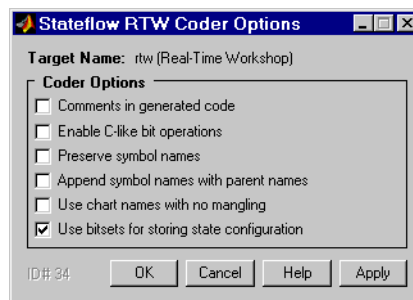 Stateflow RTW Coder Options
Target Name: rtw (Real-Time Workshop)
Coder Options
Comments in generated code
Enable C-like bit operations
Preserve symbol names
Append symbol names with parent names
Use chart names with no mangling
Use bitsets for storing state configuration
ID# 34 OK Cancel Help Apply